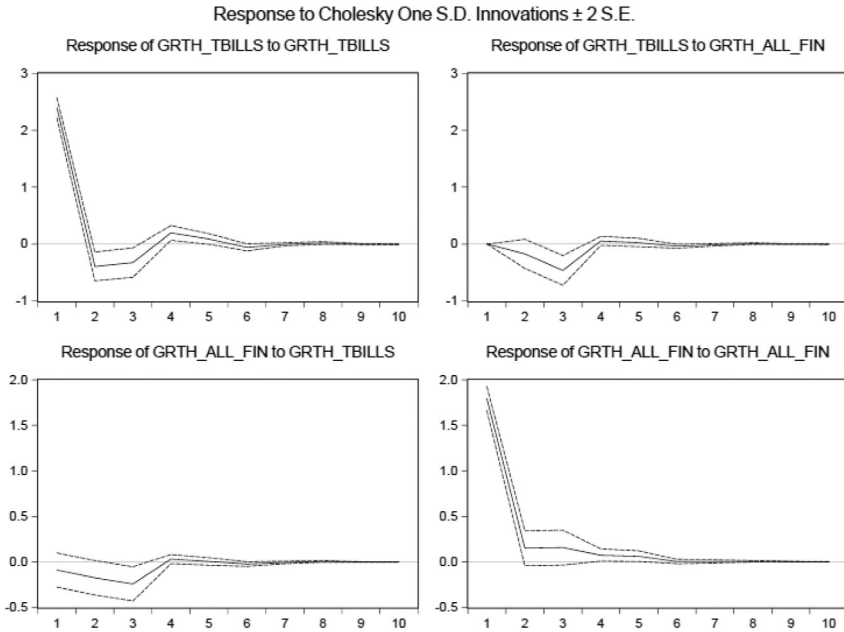 Response to Cholesky One S.D. Innovations ± 2 S.E.
Response of GRTH_TBILLS to GRTH_TBILLS
3
2
1
0
-1
1 2 3 4 5 6 7 8 9 10
Response of GRTH_TBILLS to GRTH_ALL_FIN
3
2
1
0
-1
1 2 3 4 5 6 7 8 9 10
Response of GRTH_ALL_FIN to GRTH_TBILLS
2.0
1.5
1.0
0.5
0.0
-0.5
1 2 3 4 5 6 7 8 9 10
Response of GRTH_ALL_FIN to GRTH_ALL_FIN
2.0
1.5
1.0
0.5
0.0
-0.5
1 2 3 4 5 6 7 8 9 10